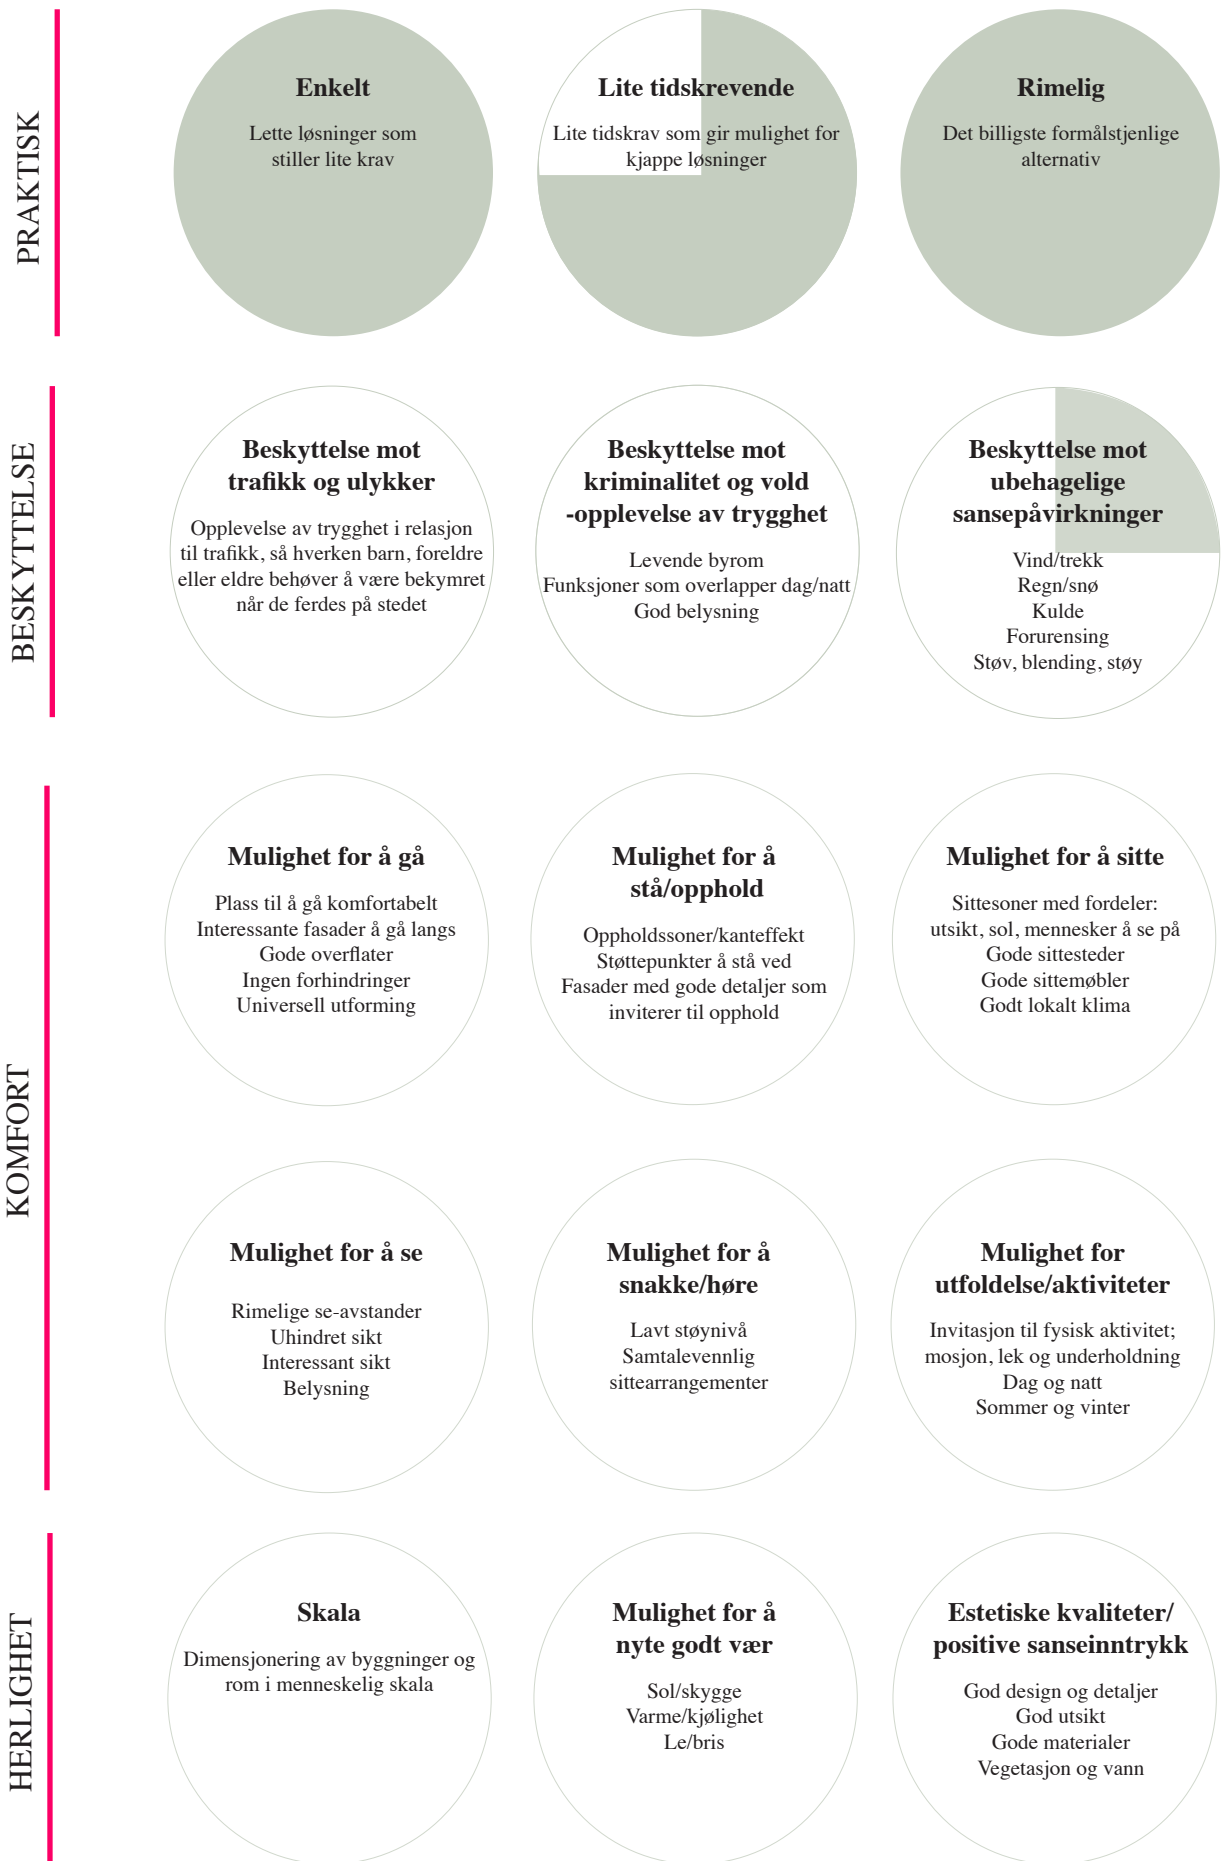 PRAKTISK
Enkelt
Lette løsninger som
stiller lite krav
Lite tidskrevende
Lite tidskrav som gir mulighet for
kjappe løsninger
Rimelig
Det billigste formålstjenlige
alternativ
BESKYTTELSE
Beskyttelse mot
trafikk og ulykker
Opplevelse av trygghet i relasjon
til trafikk, så hverken barn, foreldre
eller eldre behøver å være bekymret
når de ferdes på stedet
Beskyttelse mot
kriminalitet og vold
-opplevelse av trygghet
Levende byrom
Funksjoner som overlapper dag/natt
God belysning
Beskyttelse mot
ubehagelige
sansepåvirkninger
Vind/trekk
Regn/snø
Kulde
Forurensing
Støv, blending, støy
KOMFORT
Mulighet for å gå
Plass til å gå komfortabelt
Interessante fasader å gå langs
Gode overflater
Ingen forhindringer
Universell utforming
Mulighet for å
stå/opphold
Oppholdssoner/kanteffekt
Støttepunkter å stå ved
Fasader med gode detaljer som
inviterer til opphold
Mulighet for å sitte
Sittesoner med fordeler:
utsikt, sol, mennesker å se på
Gode sittesteder
Gode sittemøbler
Godt lokalt klima
Mulighet for å se
Rimelige se-avstander
Uhindret sikt
Interessant sikt
Belysning
Mulighet for å
snakke/høre
Lavt støynivå
Samtalevennlig
sittearrangementer
Mulighet for
utfoldelse/aktiviteter
Invitasjon til fysisk aktivitet;
mosjon, lek og underholdning
Dag og natt
Sommer og vinter
HERLIGHET
Skala
Dimensjonering av byggninger og
rom i menneskelig skala
Mulighet for å
nyte godt vær
Sol/skygge
Varme/kjølighet
Le/bris
Estetiske kvaliteter/
positive sanseinntrykk
God design og detaljer
God utsikt
Gode materialer
Vegetasjon og vann